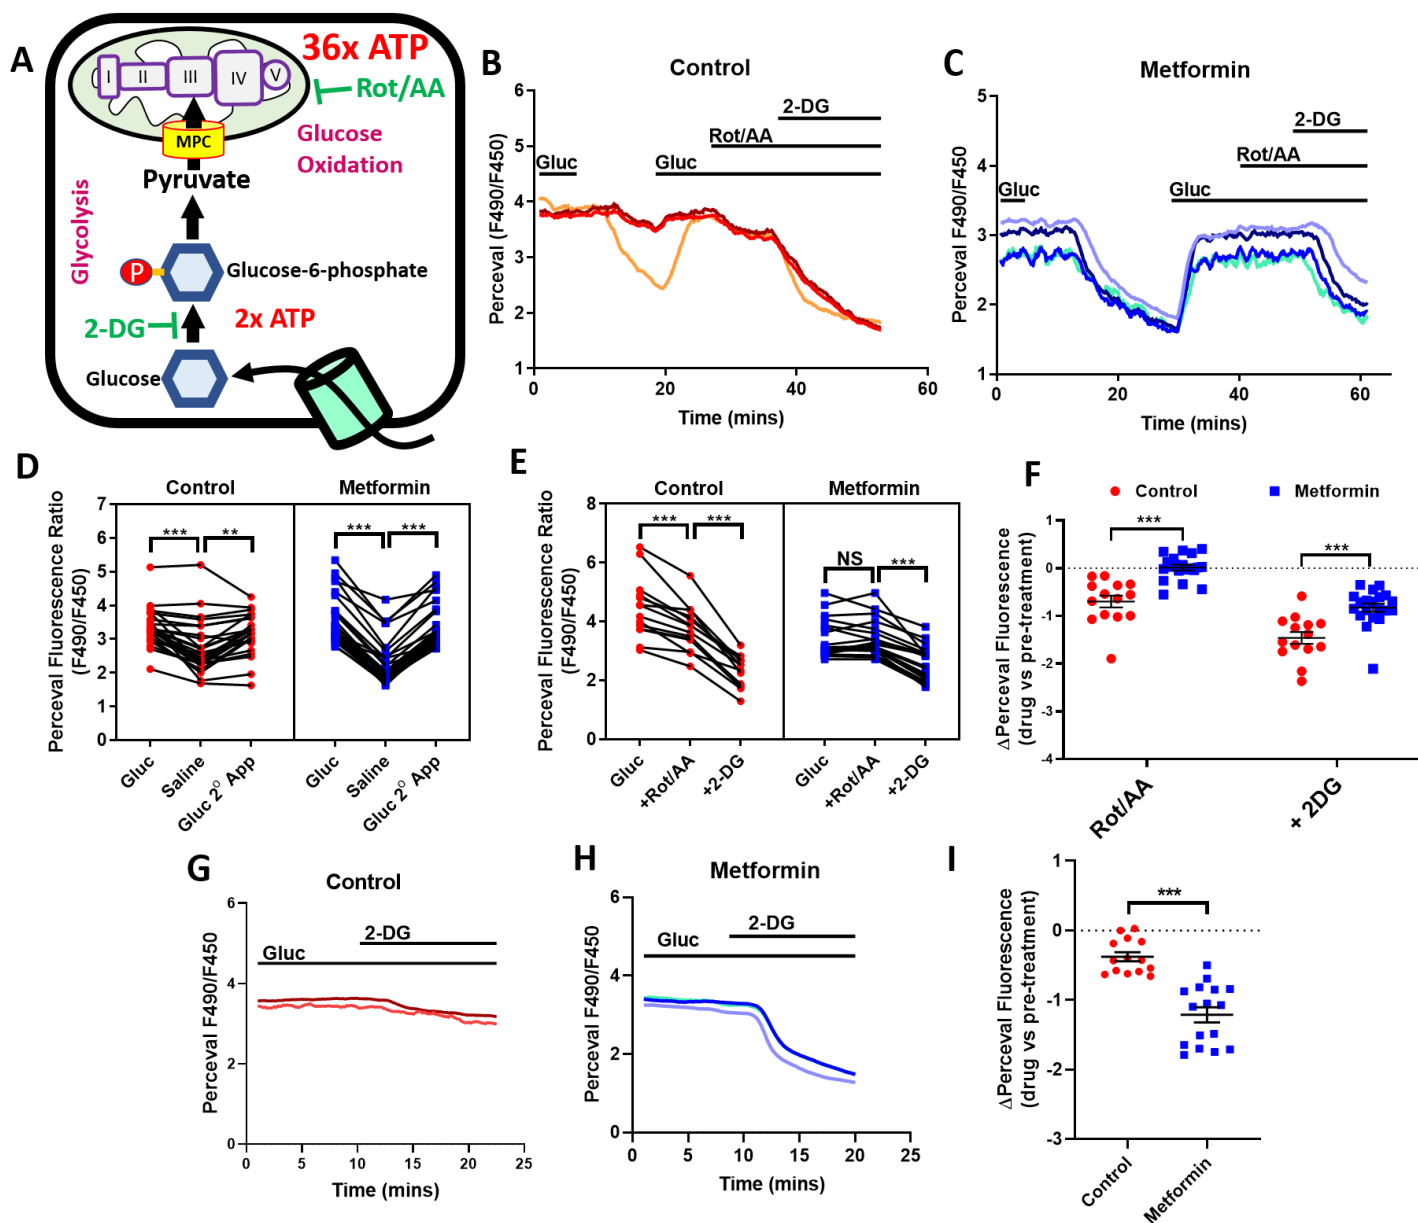 A
36x ATP
I
II
III
IV
V
Rot/AA
MPC
Glucose
Oxidation
Pyruvate
Glycolysis
P
Glucose-6-phosphate
2-DG
2x ATP
Glucose
B
Control
Perceval (F490/F450)
6
5
4
3
2
1
2-DG
Rot/AA
Gluc
Gluc
0
20
40
60
Time (mins)
C
Metformin
Perceval F490/F450
5
4
3
2
1
2-DG
Rot/AA
Gluc
Gluc
0
20
40
60
Time (mins)
D
Control
Metformin
Perceval Fluorescence Ratio
(F490/F450)
7
6
5
4
3
2
1
0
***
**
***
***
Gluc
Saline
Gluc 2° App
Gluc
Saline
Gluc 2° App
E
Control
Metformin
Perceval Fluorescence Ratio
(F490/F450)
8
6
4
2
0
***
***
NS
***
Gluc
+Rot/AA
+2-DG
Gluc
+Rot/AA
+2-DG
F
Control
Metformin
ΔPerceval Fluorescence
(drug vs pre-treatment)
1
0
-1
-2
-3
-4
***
***
Rot/AA
+ 2DG
G
Control
Perceval F490/F450
6
4
2
0
2-DG
Gluc
0
5
10
15
20
25
Time (mins)
H
Metformin
Perceval F490/F450
6
4
2
0
2-DG
Gluc
0
5
10
15
20
25
Time (mins)
I
ΔPerceval Fluorescence
(drug vs pre-treatment)
1
0
-1
-2
-3
***
Control
Metformin